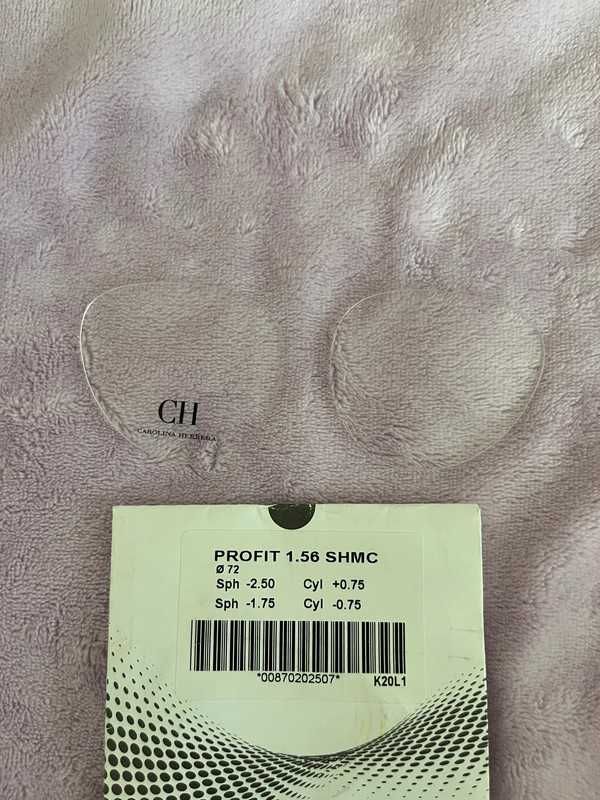 CH
CAROLINA HERRERA
PROFIT 1.56 SHMC
Ø 72
Sph -2.50 Cyl +0.75
Sph -1.75 Cyl -0.75
*00870202507* K20L1